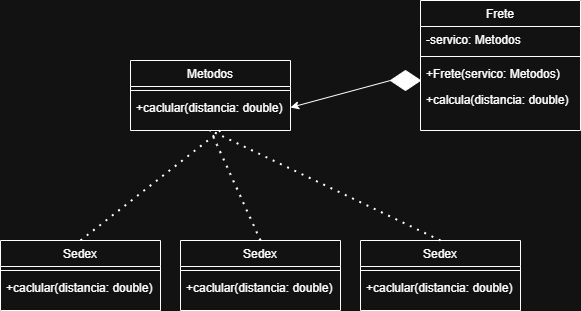 Frete
-servico: Metodos
+Frete(servico: Metodos)
+calcula(distancia: double)
Metodos
+caclular(distancia: double)
Sedex
+caclular(distancia: double)
Sedex
+caclular(distancia: double)
Sedex
+caclular(distancia: double)